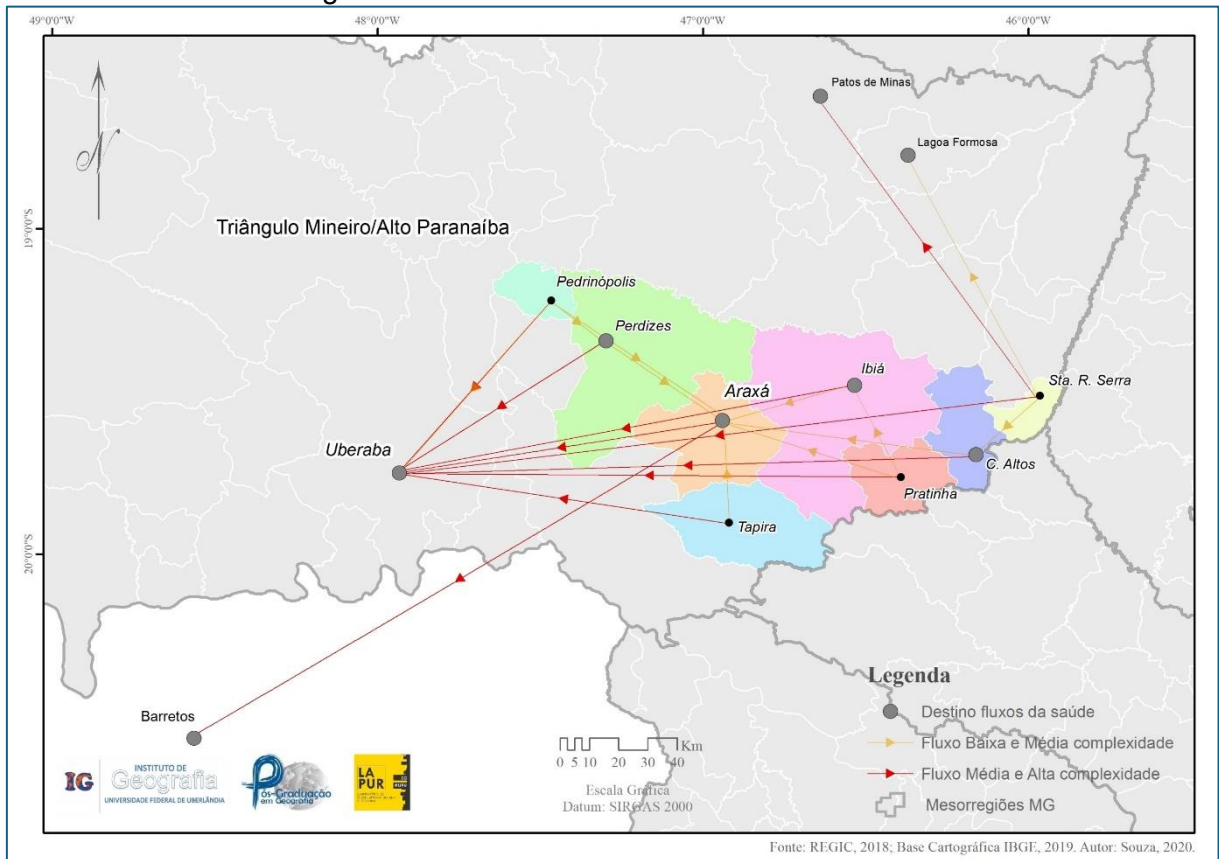 49°0'0"W 48°0'0"W 47°0'0"W 46°0'0"W
Patos de Minas
Lagoa Formosa
N
19°0'0"S
Triângulo Mineiro/Alto Paranaíba
Pedrinópolis
Perdizes
Ibiá
Araxá
Sta. R. Serra
Uberaba
C. Altos
Pratinha
Tapira
20°0'0"S
Legenda
Barretos
Destino fluxos da saúde
Fluxo Baixa e Média complexidade
Fluxo Média e Alta complexidade
Mesorregiões MG
Km
0 5 10 20 30 40
Escala Gráfica
Datum: SIRGAS 2000
IG
INSTITUTO DE
Geografia
UNIVERSIDADE FEDERAL DE UBERLÂNDIA
Pós-Graduação
em Geografia
LA
PUR
Fonte: REGIC, 2018; Base Cartográfica IBGE, 2019. Autor: Souza, 2020.